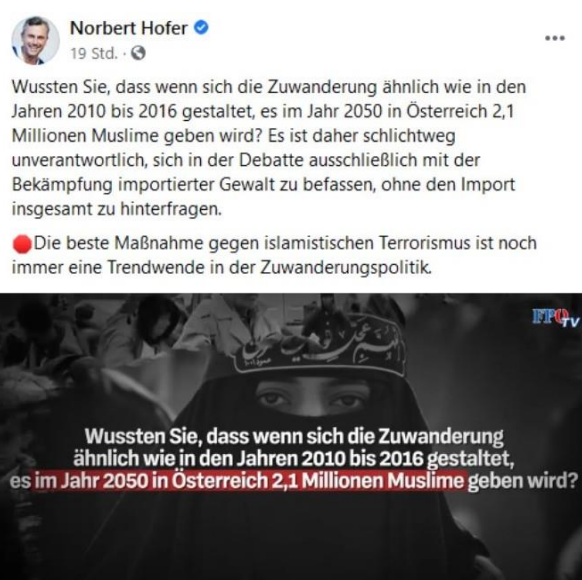 Norbert Hofer
19 Std. ·
Wussten Sie, dass wenn sich die Zuwanderung ähnlich wie in den
Jahren 2010 bis 2016 gestaltet, es im Jahr 2050 in Österreich 2,1
Millionen Muslime geben wird? Es ist daher schlichtweg
unverantwortlich, sich in der Debatte ausschließlich mit der
Bekämpfung importierter Gewalt zu befassen, ohne den Import
insgesamt zu hinterfragen.
🛑Die beste Maßnahme gegen islamistischen Terrorismus ist noch
immer eine Trendwende in der Zuwanderungspolitik.
FPÖ TV
Wussten Sie, dass wenn sich die Zuwanderung
ähnlich wie in den Jahren 2010 bis 2016 gestaltet,
es im Jahr 2050 in Österreich 2,1 Millionen Muslime geben wird?